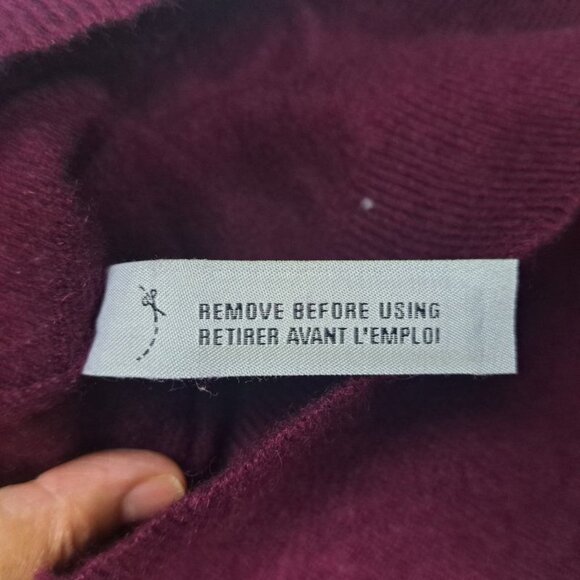 REMOVE BEFORE USING
RETIRER AVANT L'EMPLOI